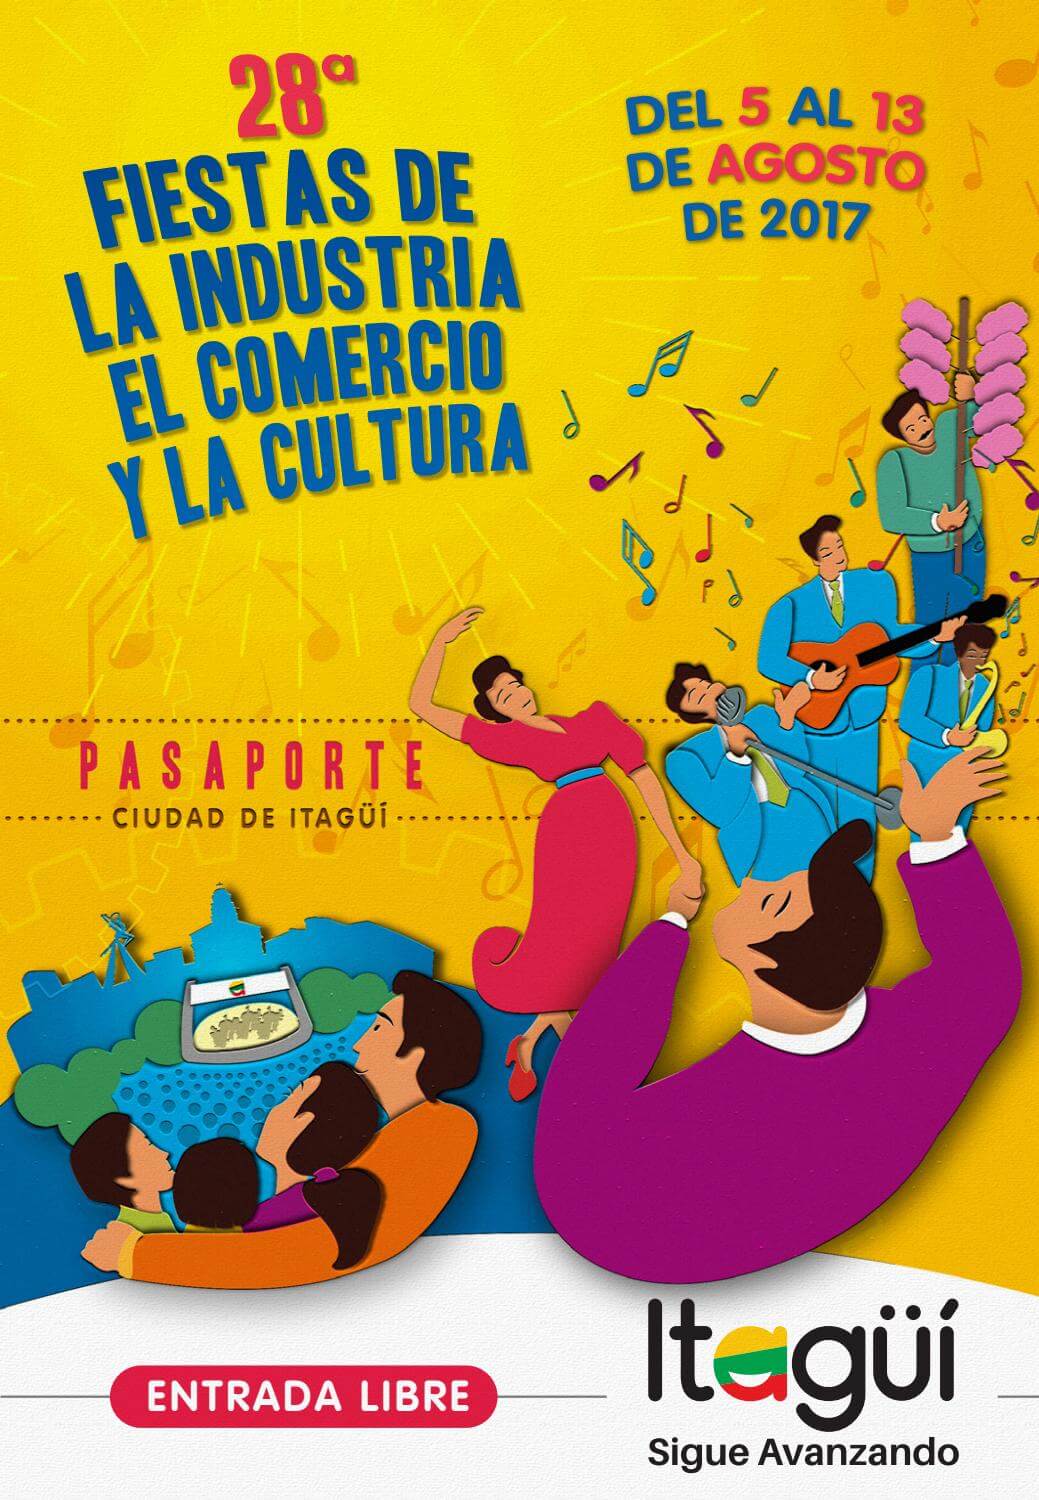 28ª
FIESTAS DE
LA INDUSTRIA
EL COMERCIO
Y LA CULTURA
DEL 5 AL 13
DE AGOSTO
DE 2017
PASAPORTE
CIUDAD DE ITAGÜÍ
ENTRADA LIBRE
Itagüí
Sigue Avanzando